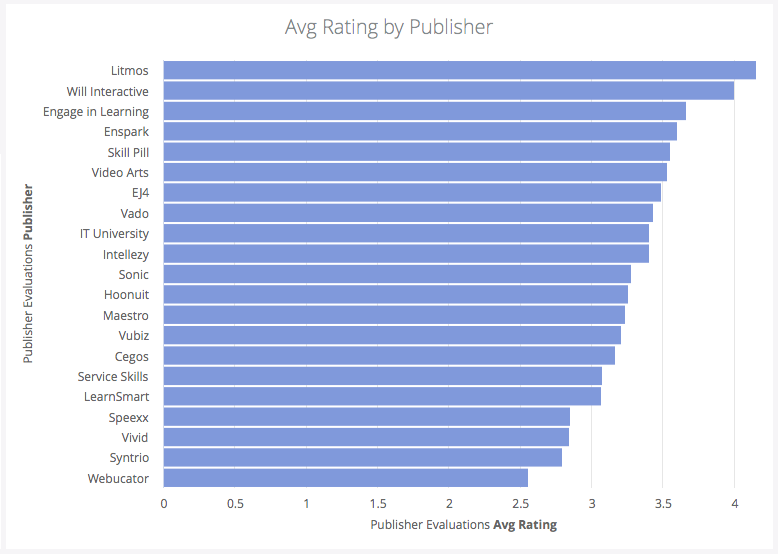 Avg Rating by Publisher
Publisher Evaluations Publisher
Litmos
Will Interactive
Engage in Learning
Enspark
Skill Pill
Video Arts
EJ4
Vado
IT University
Intellezy
Sonic
Hoonuit
Maestro
Vubiz
Cegos
Service Skills
LearnSmart
Speexx
Vivid
Syntrio
Webucator
0 0.5 1 1.5 2 2.5 3 3.5 4
Publisher Evaluations Avg Rating